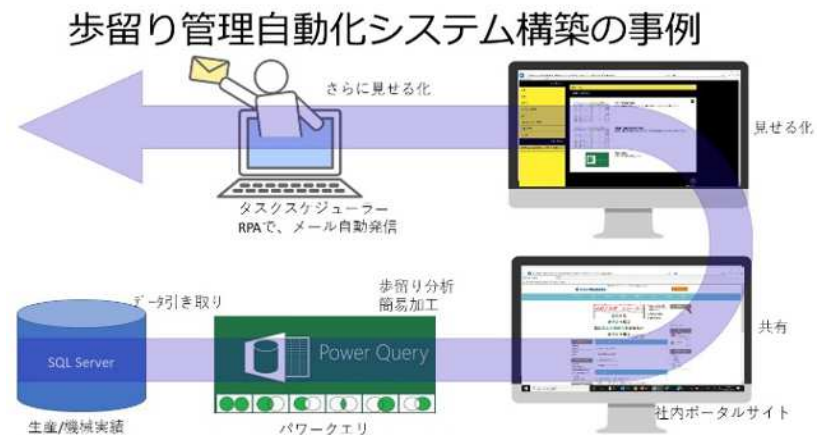 歩留り管理自動化システム構築の事例
さらに見せる化
見せる化
タスクスケジューラー
RPAで、メール自動発信
データ引き取り
歩留り分析
簡易加工
共有
SQL Server
Power Query
社内ポータルサイト
生産/機械実績
パワークエリ